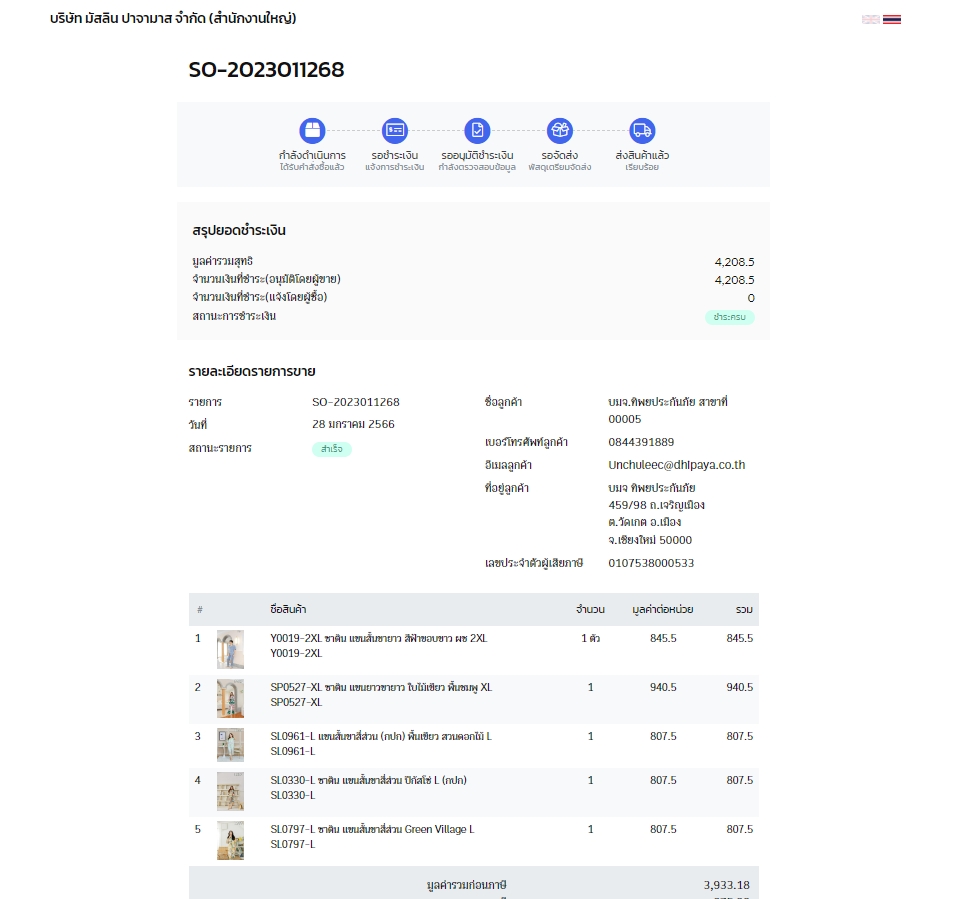 บริษัท มัสลิน ปาจามาส จำกัด (สำนักงานใหญ่)
SO-2023011268
กำลังดำเนินการ
ได้รับคำสั่งซื้อแล้ว
รอชำระเงิน
แจ้งการชำระเงิน
รออนุมัติชำระเงิน
กำลังตรวจสอบข้อมูล
รอจัดส่ง
พัสดุเตรียมจัดส่ง
ส่งสินค้าแล้ว
เรียบร้อย
สรุปยอดชำระเงิน
มูลค่ารวมสุทธิ 4,208.5
จำนวนเงินที่ชำระ(อนุมัติโดยผู้ขาย) 4,208.5
จำนวนเงินที่ชำระ(แจ้งโดยผู้ซื้อ) 0
สถานะการชำระเงิน ชำระครบ
รายละเอียดรายการขาย
รายการ SO-2023011268
วันที่ 28 มกราคม 2566
สถานะรายการ สำเร็จ
ชื่อลูกค้า บมจ.ทิพยประกันภัย สาขาที่
00005
เบอร์โทรศัพท์ลูกค้า 0844391889
อีเมลลูกค้า Unchuleec@dhipaya.co.th
ที่อยู่ลูกค้า บมจ ทิพยประกันภัย
459/98 ถ.เจริญเมือง
ต.วัดเกต อ.เมือง
จ.เชียงใหม่ 50000
เลขประจำตัวผู้เสียภาษี 0107538000533
# ชื่อสินค้า จำนวน มูลค่าต่อหน่วย รวม
1 Y0019-2XL ซาติน แขนสั้นขายาว สีฟ้าขอบขาว ผช 2XL 1 ตัว 845.5 845.5
Y0019-2XL
2 SP0527-XL ซาติน แขนยาวขายาว ใบไม้เขียว พื้นชมพู XL 1 940.5 940.5
SP0527-XL
3 SL0961-L แขนสั้นขาสี่ส่วน (กปก) พื้นเขียว สวนดอกไม้ L 1 807.5 807.5
SL0961-L
4 SL0330-L ซาติน แขนสั้นขาสี่ส่วน ปิกัสโซ่ L (กปก) 1 807.5 807.5
SL0330-L
5 SL0797-L ซาติน แขนสั้นขาสี่ส่วน Green Village L 1 807.5 807.5
SL0797-L
มูลค่ารวมก่อนภาษี 3,933.18